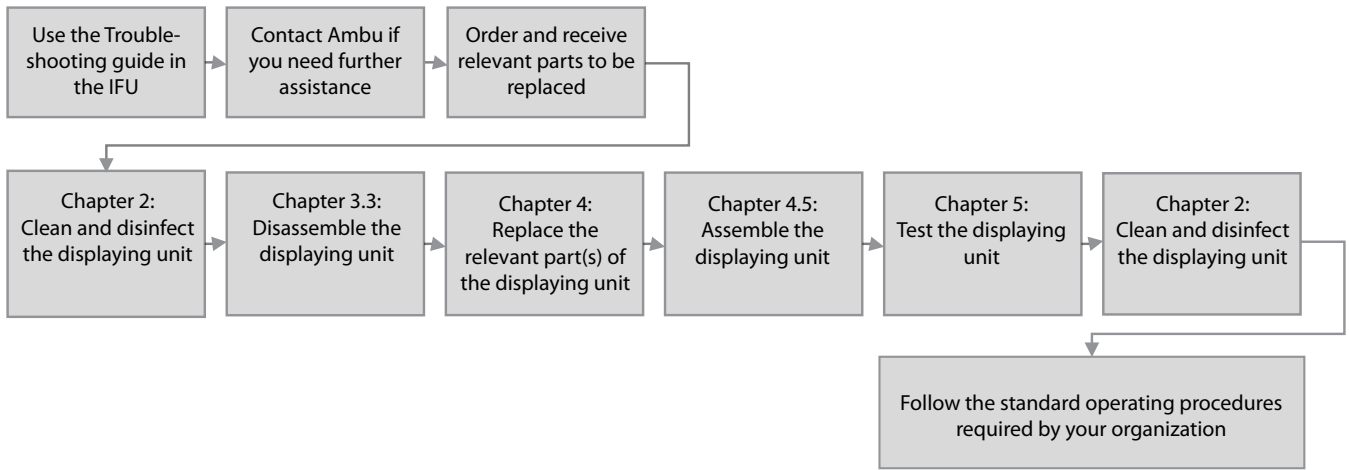 Use the Trouble-
shooting guide in
the IFU
Contact Ambu if
you need further
assistance
Order and receive
relevant parts to be
replaced
Chapter 2:
Clean and disinfect
the displaying unit
Chapter 3.3:
Disassemble the
displaying unit
Chapter 4:
Replace the
relevant part(s) of
the displaying unit
Chapter 4.5:
Assemble the
displaying unit
Chapter 5:
Test the displaying
unit
Chapter 2:
Clean and disinfect
the displaying unit
Follow the standard operating procedures
required by your organization